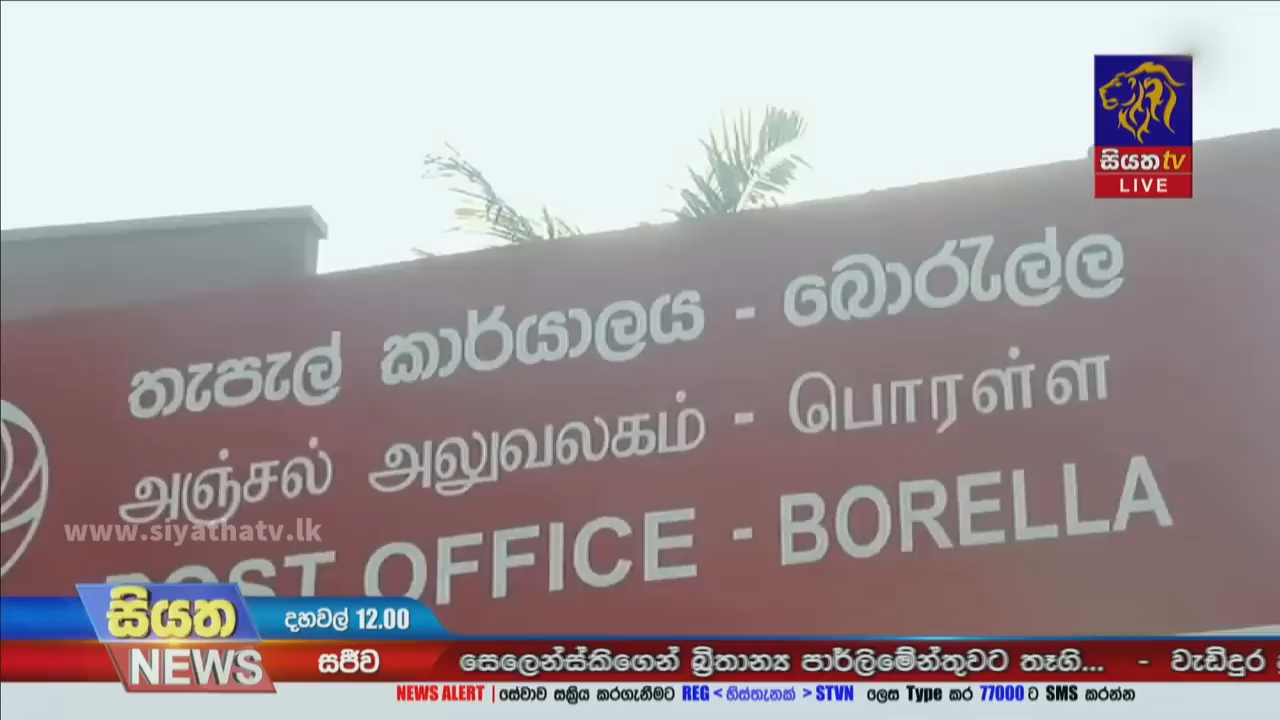 සියත tv
LIVE
තැපැල් කාර්යාලය - බොරැල්ල
அஞ்சல் அலுவலகம் - பொரள்ள
POST OFFICE - BORELLA
www.siyathatv.lk
සියත
NEWS
දහවල් 12.00
සජීව
සෙලෙන්ස්කිගෙන් බ්‍රිතාන්‍ය පාර්ලිමේන්තුවට තෑගි... - වැඩිදුර
NEWS ALERT | සේවාව සක්‍රිය කරගැනීමට REG < හිස්තැනක් > STVN ලෙස Type කර 77000 ට SMS කරන්න